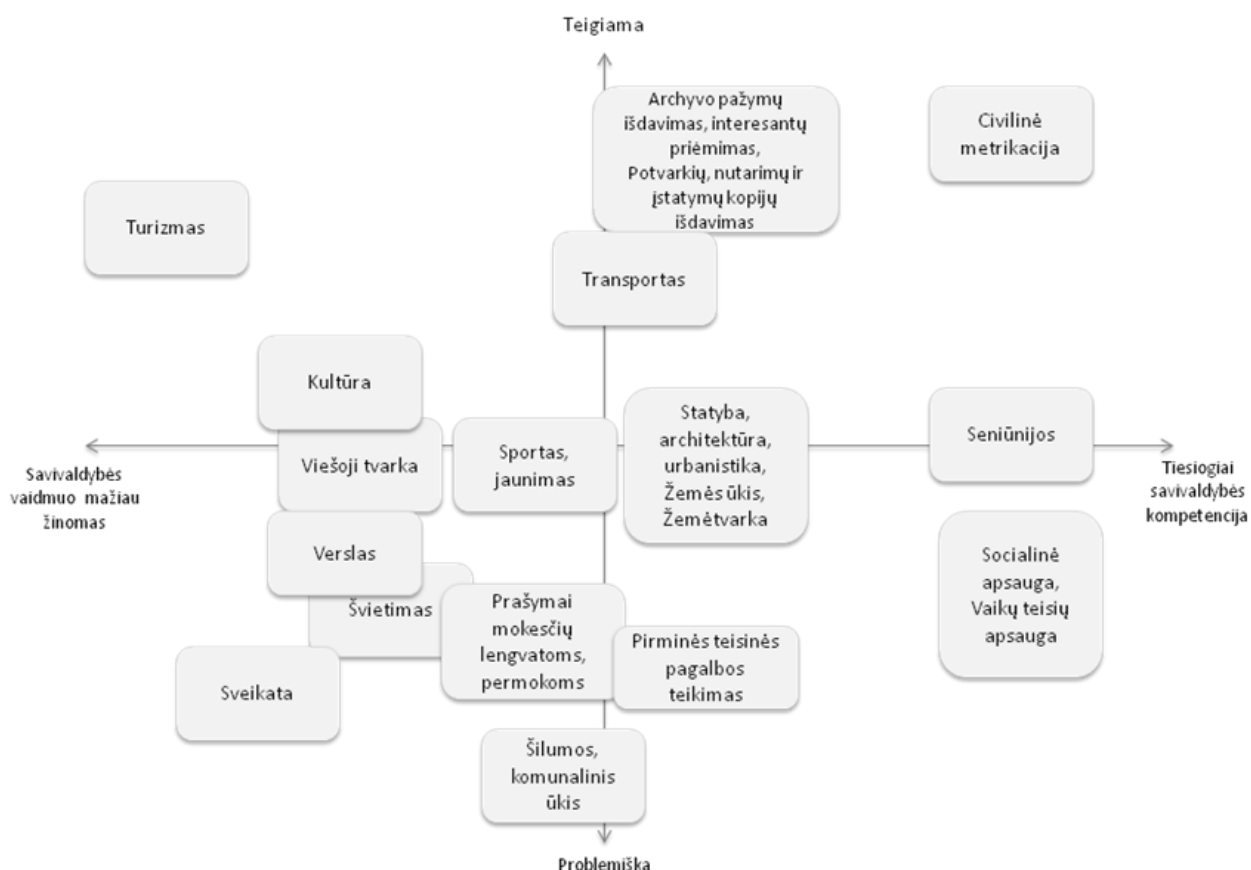 Teigiama
Archyvo pažymų
išdavimas, interesantų
priėmimas,
Potvarkių, nutarimų ir
įstatymų kopijų
išdavimas
Civilinė
metrikacija
Turizmas
Transportas
Kultūra
Viešoji tvarka
Sportas,
jaunimas
Statyba,
architektūra,
urbanistika,
Žemės ūkis,
Žemėtvarka
Seniūnijos
Savivaldybės
vaidmuo mažiau
žinomas
Tiesiogiai
savivaldybės
kompetencija
Verslas
Švietimas
Prašymai
mokesčių
lengvatoms,
permokoms
Pirminės teisinės
pagalbos
teikimas
Socialinė
apsauga,
Vaikų teisių
apsauga
Sveikata
Šilumos,
komunalinis
ūkis
Problemiška